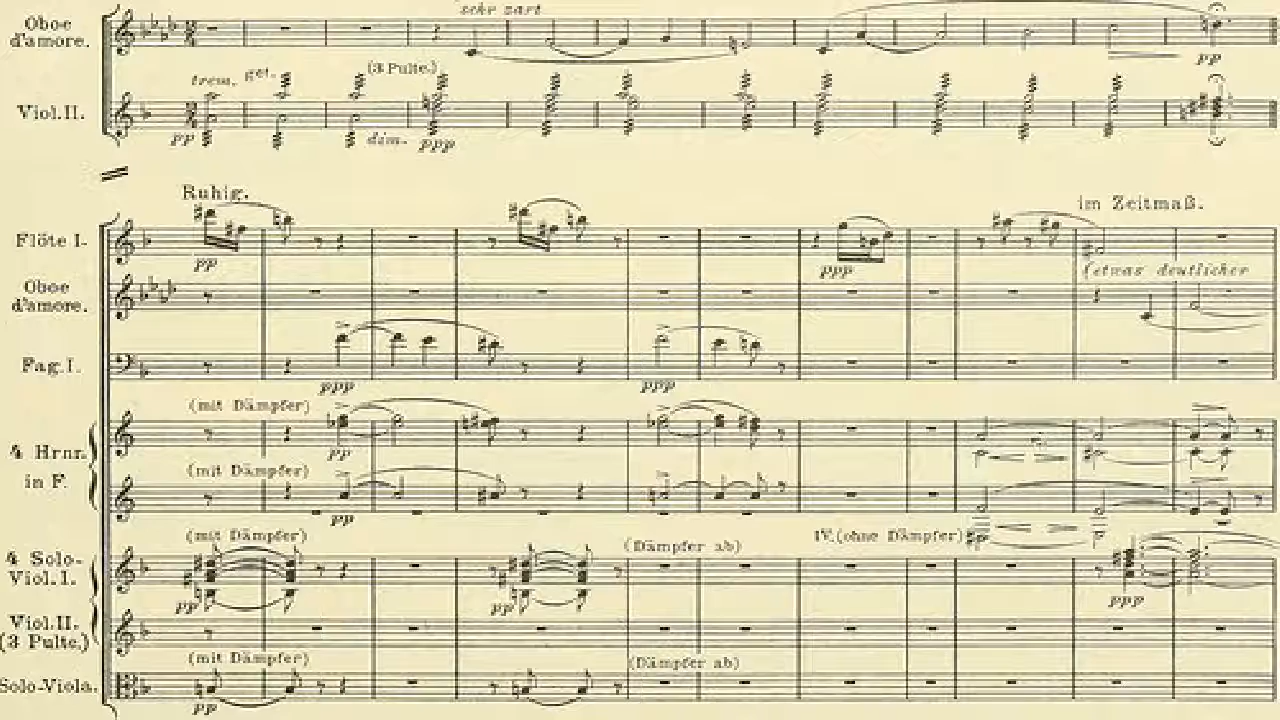 sehr zart
Oboe
d'amore.
pp
trem. get. (3 Pulte.)
Viol.II.
pp dim. ppp
Ruhig. im Zeitmaß.
Flöte I.
pp ppp
(etwas deutlicher
Oboe
d'amore.
Fag.I.
ppp ppp
(mit Dämpfer)
pp
4 Hrnr.
in F.
(mit Dämpfer)
pp
(mit Dämpfer) (Dämpfer ab) IV.(ohne Dämpfer)
4 Solo-
Viol.I.
pp pp ppp
Viol.II.
(3 Pulte.)
(mit Dämpfer) (Dämpfer ab)
Solo-Viola.
pp